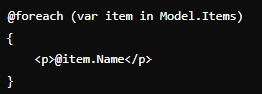 @foreach (var item in Model.Items)
{
    <p>@item.Name</p>
}